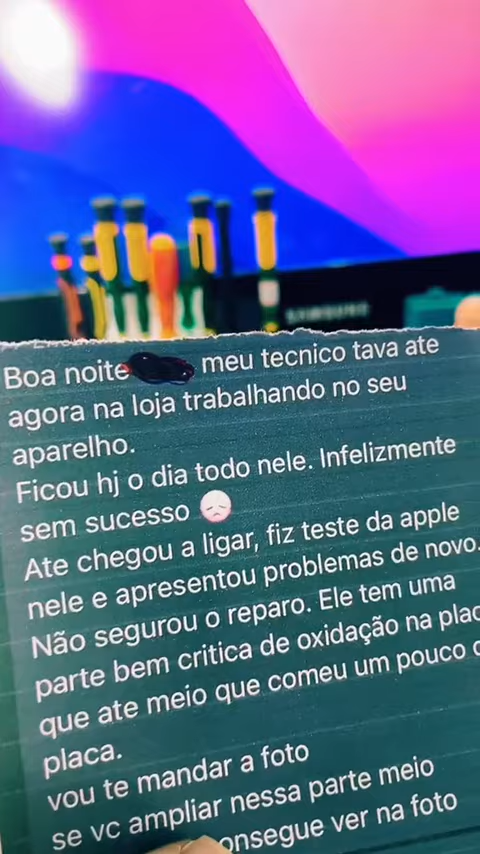 SAMSUNG
Boa noite meu tecnico tava ate
agora na loja trabalhando no seu
aparelho.
Ficou hj o dia todo nele. Infelizmente
sem sucesso 😞
Ate chegou a ligar, fiz teste da apple
nele e apresentou problemas de novo.
Não segurou o reparo. Ele tem uma
parte bem critica de oxidação na plac
que ate meio que comeu um pouco
placa.
vou te mandar a foto
se vc ampliar nessa parte meio
onsegue ver na foto